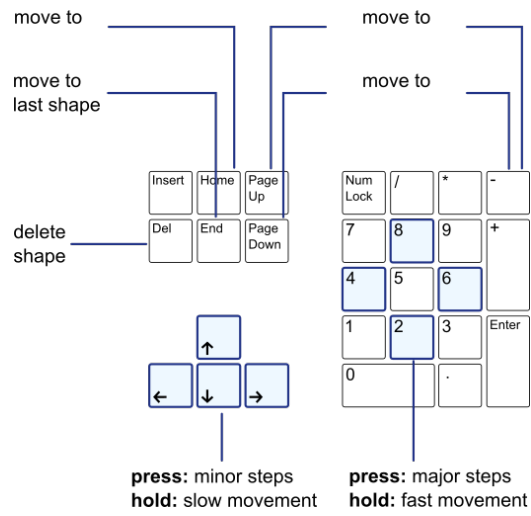 move to
move to
move to
last shape
move to
Insert
Home
Page
Up
Num
Lock
/
*
-
delete
shape
Del
End
Page
Down
7
8
9
+
4
5
6
1
2
3
Enter
0
.
↑
← ↓ →
press: minor steps
hold: slow movement
press: major steps
hold: fast movement